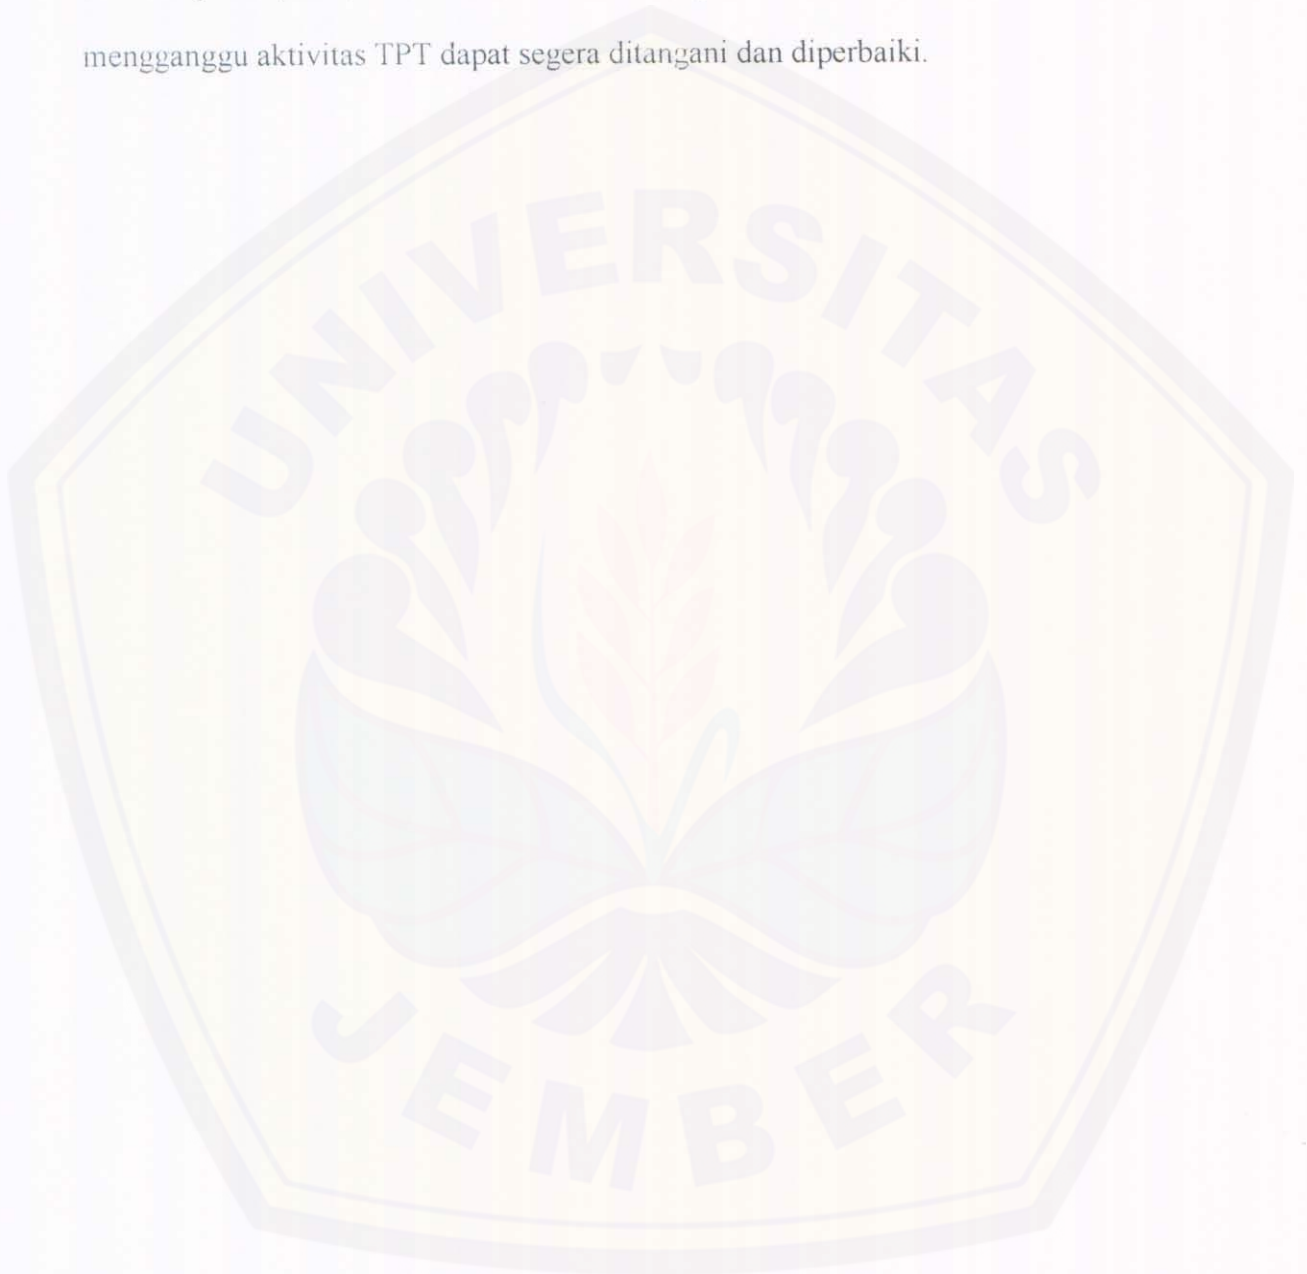 mengganggu aktivitas TPT dapat segera ditangani dan diperbaiki.
UNIVERSITAS
JEMBER